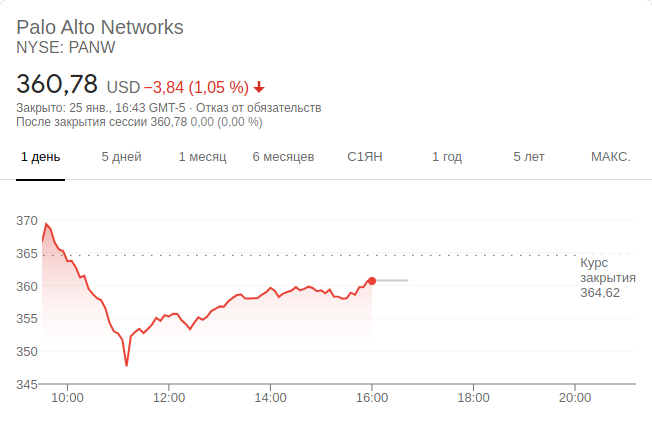 Palo Alto Networks
NYSE: PANW
360,78 USD −3,84 (1,05 %)
Закрыто: 25 янв., 16:43 GMT-5 · Отказ от обязательств
После закрытия сессии 360,78 0,00 (0,00 %)
1 день 5 дней 1 месяц 6 месяцев С1ЯН 1 год 5 лет МАКС.
370
365
360
355
350
345
Курс
закрытия
364,62
10:00 12:00 14:00 16:00 18:00 20:00